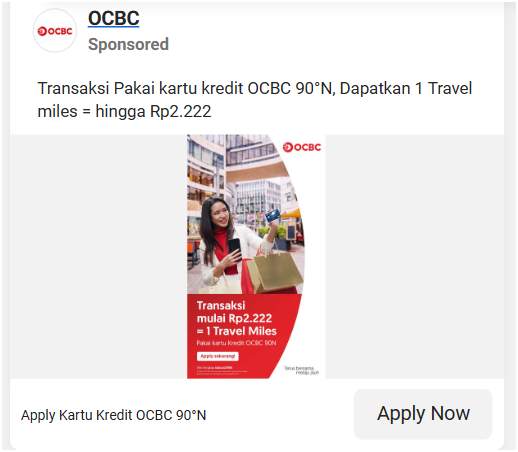 OCBC
OCBC
Sponsored
Transaksi Pakai kartu kredit OCBC 90°N, Dapatkan 1 Travel
miles = hingga Rp2.222
OCBC
Transaksi
mulai Rp2.222
= 1 Travel Miles
Pakai kartu Kredit OCBC 90N
Apply sekarang!
Terus bersama,
melaju jauh
Apply Kartu Kredit OCBC 90°N
Apply Now